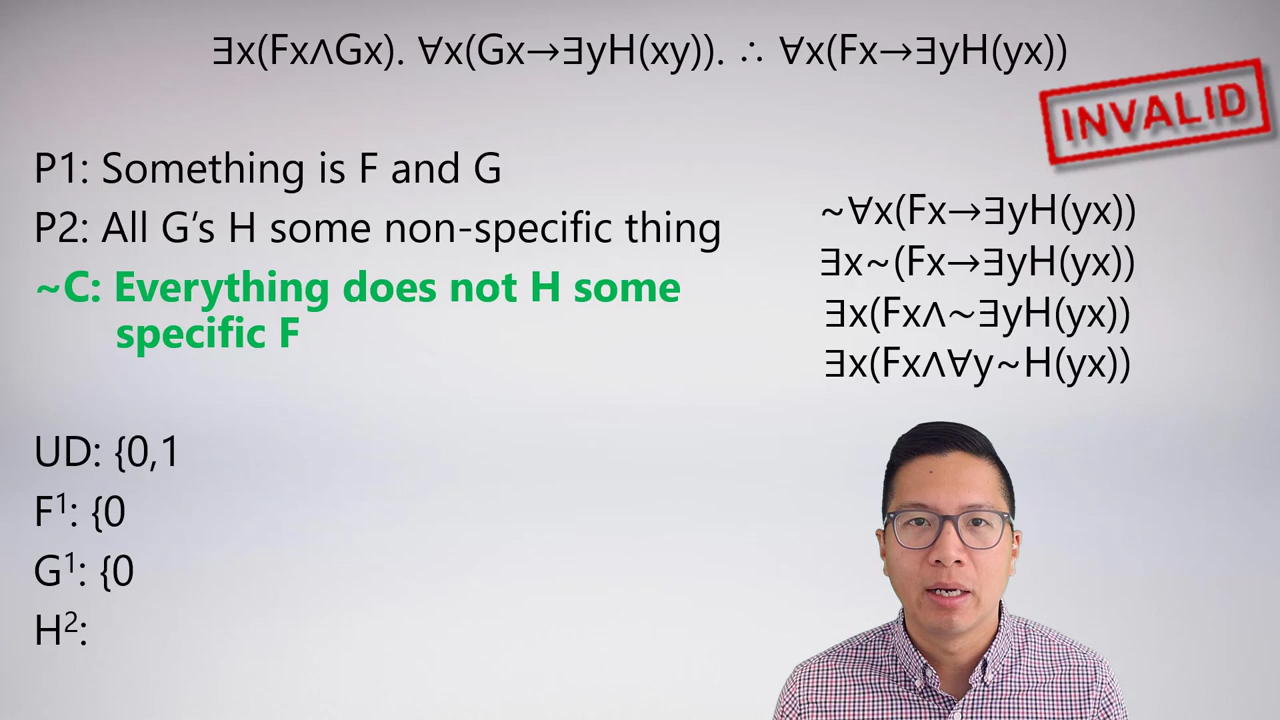 ∃x(Fx∧Gx). ∀x(Gx→∃yH(xy)). ∴ ∀x(Fx→∃yH(yx))
INVALID
P1: Something is F and G
P2: All G’s H some non-specific thing
~C: Everything does not H some
specific F
~∀x(Fx→∃yH(yx))
∃x~(Fx→∃yH(yx))
∃x(Fx∧~∃yH(yx))
∃x(Fx∧∀y~H(yx))
UD: {0,1
F¹: {0
G¹: {0
H²: